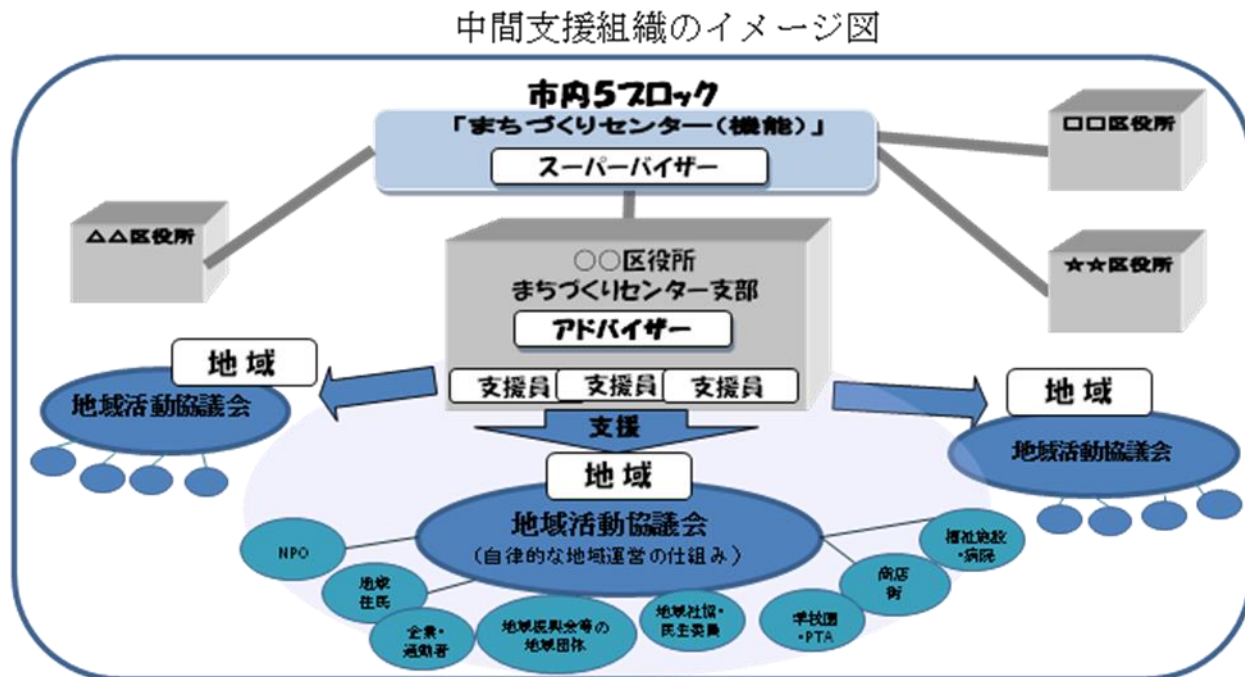 中間支援組織のイメージ図
市内5ブロック
「まちづくりセンター(機能)」
スーパーバイザー
□□区役所
△△区役所
☆☆区役所
○○区役所
まちづくりセンター支部
アドバイザー
支援員
支援員
支援員
支援
地域
地域活動協議会
地域
地域活動協議会
地域
地域活動協議会
(自律的な地域運営の仕組み)
NPO
地域
住民
企業・
通勤者
地域振興会等の
地域団体
地域社協・
民生委員
学校園
・PTA
商店
街
福祉施設
・病院